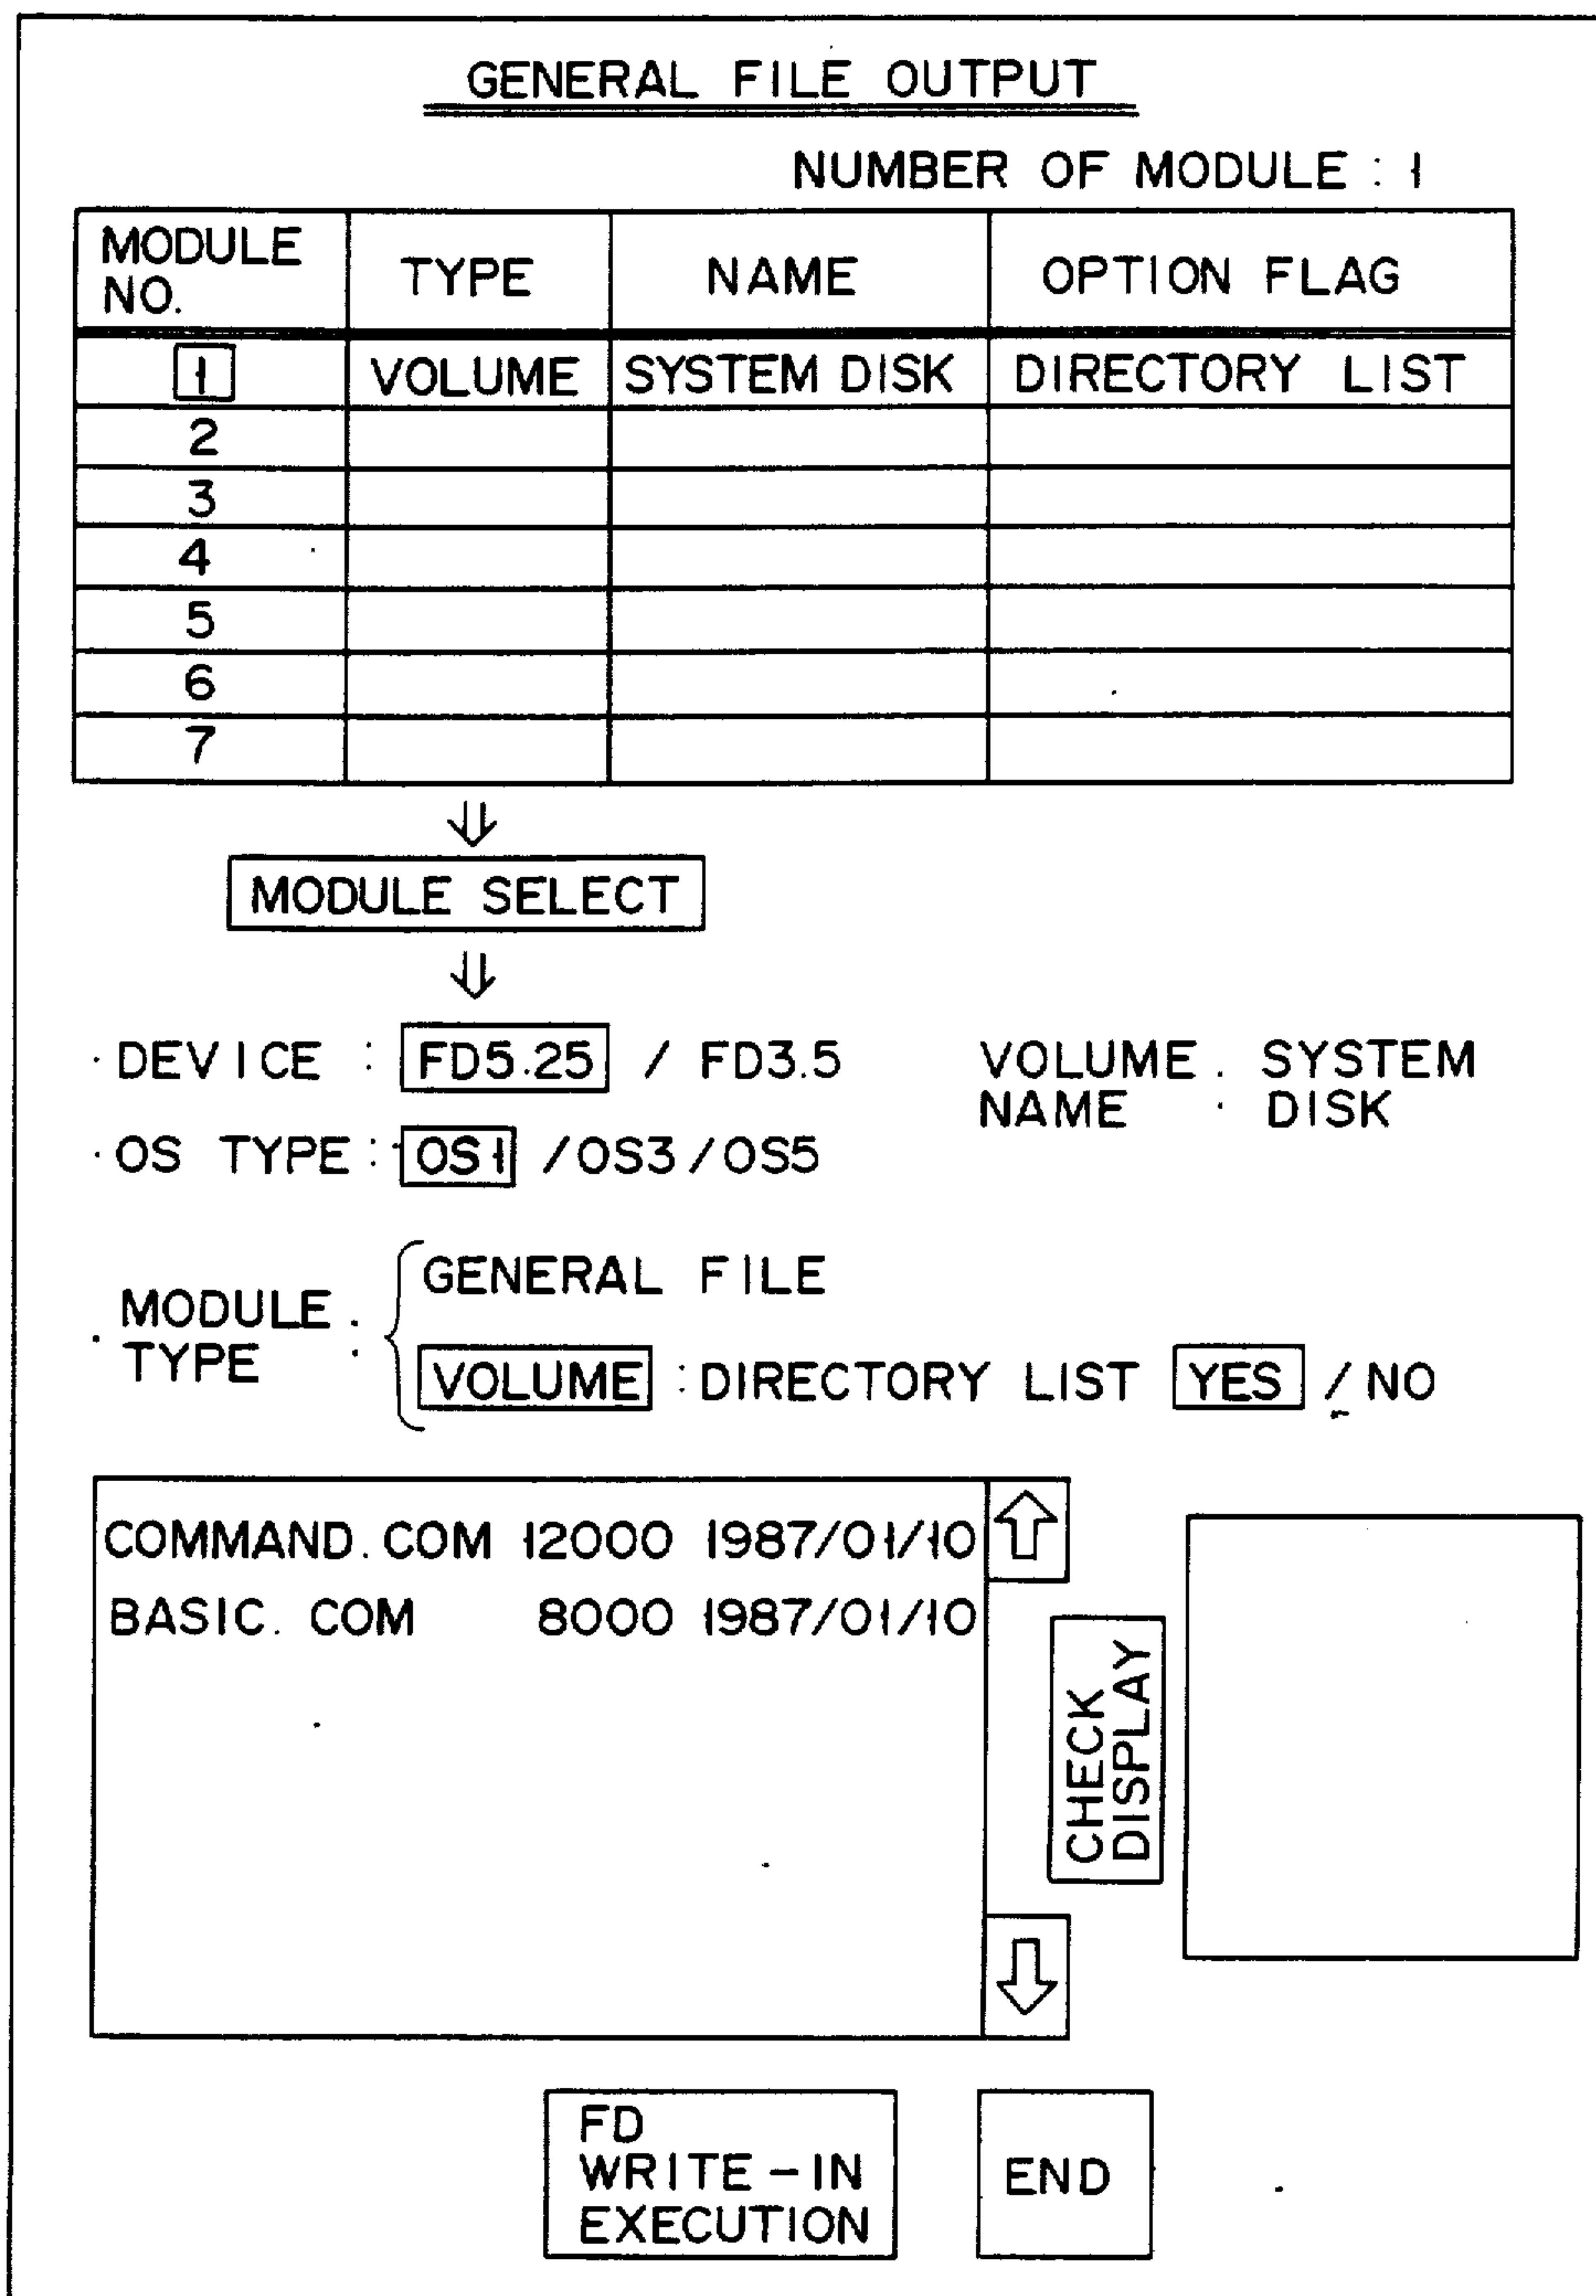 GENERAL FILE OUTPUT
NUMBER OF MODULE : 1
MODULE NO. TYPE NAME OPTION FLAG
1 VOLUME SYSTEM DISK DIRECTORY LIST
2
3
4
5
6
7
MODULE SELECT
DEVICE : FD5.25 / FD3.5
VOLUME NAME : SYSTEM DISK
OS TYPE : OS1 / OS3 / OS5
MODULE TYPE :
GENERAL FILE
VOLUME : DIRECTORY LIST YES / NO
COMMAND.COM 12000 1987/01/10
BASIC. COM 8000 1987/01/10
CHECK
DISPLAY
FD
WRITE-IN
EXECUTION
END